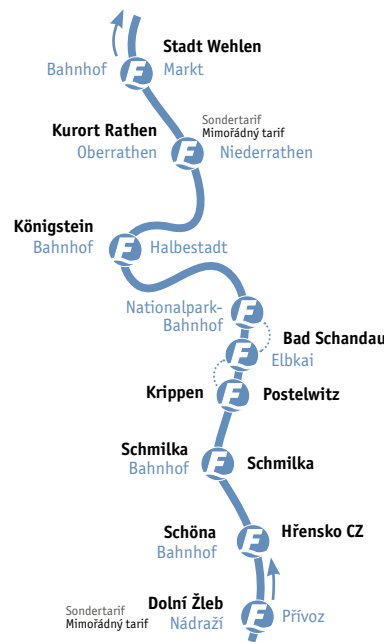 Stadt Wehlen
Bahnhof F Markt
Sondertarif
Kurort Rathen Mimořádný tarif
Oberrathen F Niederrathen
Königstein
Bahnhof F Halbestadt
Nationalpark-
Bahnhof F
Bad Schandau
F Elbkai
Krippen F Postelwitz
Schmilka
Bahnhof F Schmilka
Schöna Hřensko CZ
Bahnhof F
Sondertarif Dolní Žleb
Mimořádný tarif Nádraží F Přívoz